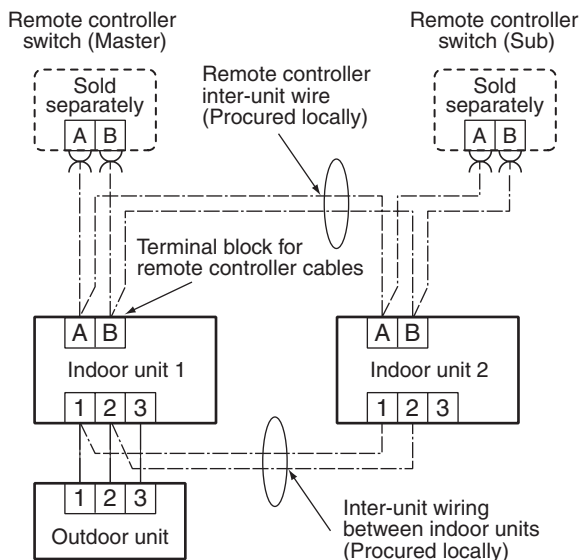 Remote controller
switch (Master)
Remote controller
switch (Sub)
Sold
separately
A B
Remote controller
inter-unit wire
(Procured locally)
Sold
separately
A B
Terminal block for
remote controller cables
A B
Indoor unit 1
1 2 3
A B
Indoor unit 2
1 2 3
1 2 3
Outdoor unit
Inter-unit wiring
between indoor units
(Procured locally)